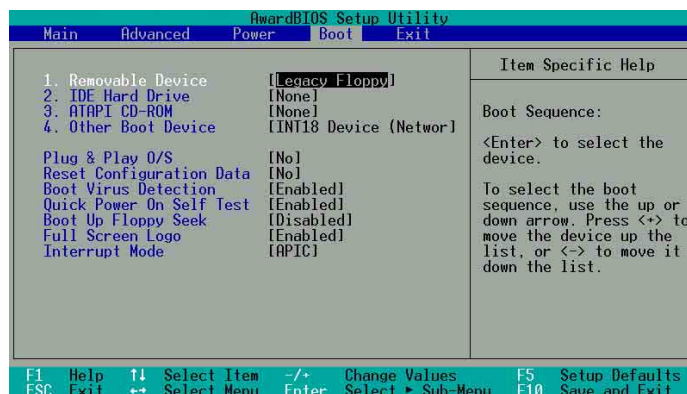 AwardBIOS Setup Utility
Main Advanced Power Boot Exit
1. Removable Device [Legacy Floppy]
2. IDE Hard Drive [None]
3. ATAPI CD-ROM [None]
4. Other Boot Device [INT18 Device (Networ]
Plug & Play O/S [No]
Reset Configuration Data [No]
Boot Virus Detection [Enabled]
Quick Power On Self Test [Enabled]
Boot Up Floppy Seek [Disabled]
Full Screen Logo [Enabled]
Interrupt Mode [APIC]
Item Specific Help
Boot Sequence:
<Enter> to select the
device.
To select the boot
sequence, use the up or
down arrow. Press <+> to
move the device up the
list, or <-> to move it
down the list.
F1 Help ↑↓ Select Item -/+ Change Values F5 Setup Defaults
ESC Exit ←→ Select Menu Enter Select ► Sub-Menu F10 Save and Exit